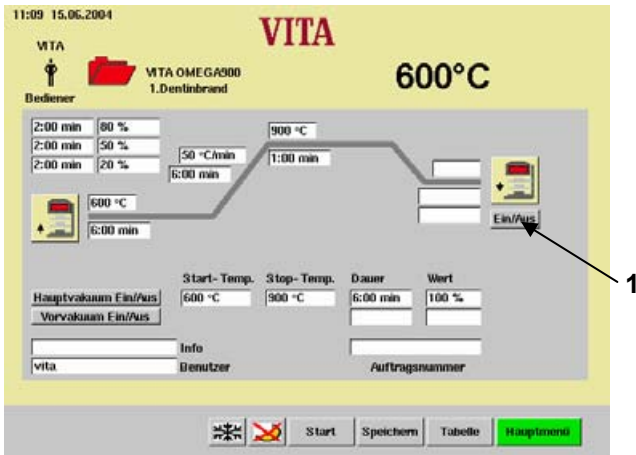 11:09 15.06.2004
VITA
VITA
Bediener
VITA OMEGA900
1.Dentinbrand
600°C
2:00 min 80 %
2:00 min 50 %
2:00 min 20 %
50 °C/min
6:00 min
900 °C
1:00 min
600 °C
6:00 min
Ein/Aus
1
Start-Temp. Stop-Temp. Dauer Wert
Hauptvakuum Ein/Aus 600 °C 900 °C 6:00 min 100 %
Vorvakuum Ein/Aus
Info
vita Benutzer Auftragsnummer
Start Speichern Tabelle Hauptmenü